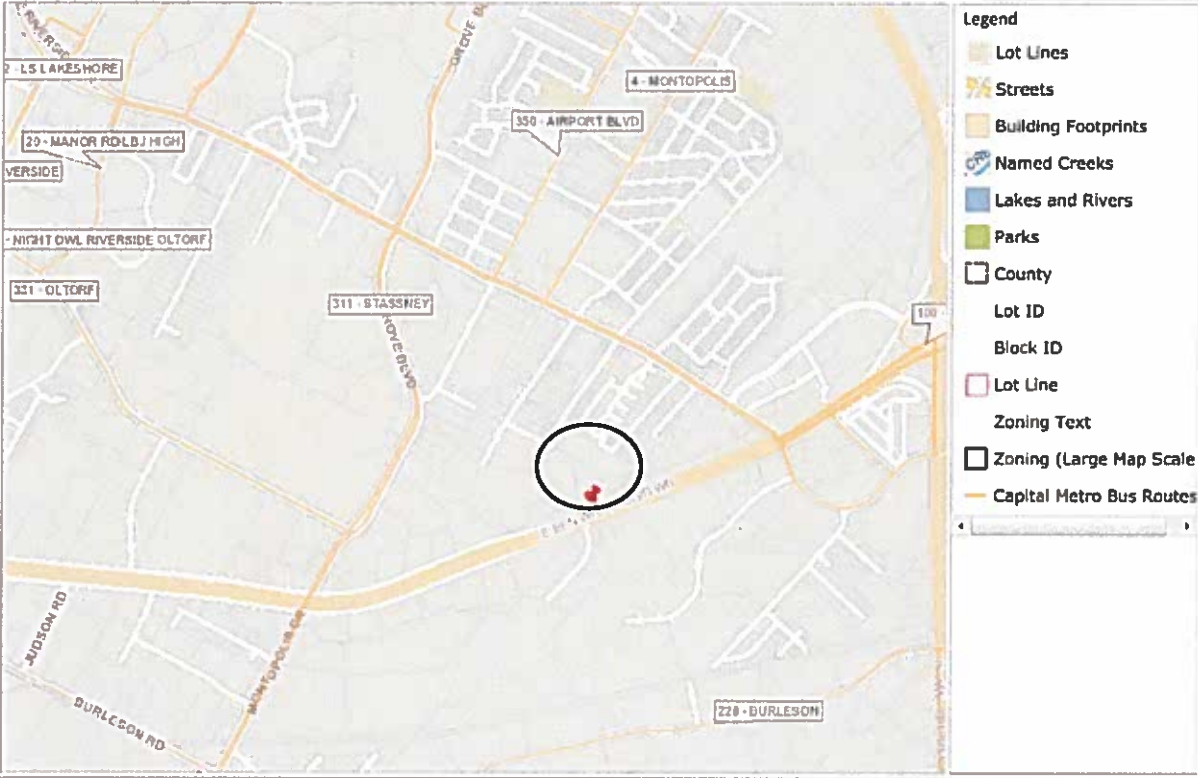 E RIVERSID
GROVE BL
2 - LS LAKESHORE
4 - MONTOPOLIS
350 - AIRPORT BLVD
20 - MANOR RD-LBJ HIGH
VERSIDE
- NIGHT OWL RIVERSIDE OLTORF
331 - OLTORF
311 - STASSNEY
ROVE BLVD
100 -
JUDSON RD
MONTOPOLIS DR
BURLESON RD
228 - BURLESON
Legend
Lot Lines
Streets
Building Footprints
Named Creeks
Lakes and Rivers
Parks
County
Lot ID
Block ID
Lot Line
Zoning Text
Zoning (Large Map Scale
Capital Metro Bus Routes